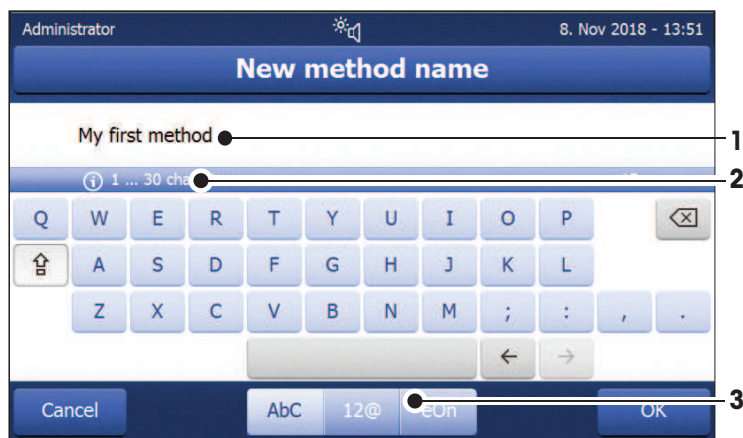 Administrator 8. Nov 2018 - 13:51
New method name
My first method 1
1 ... 30 2
Q W E R T Y U I O P
A S D F G H J K L
Z X C V B N M ; : , .
Cancel AbC 12@ OK 3